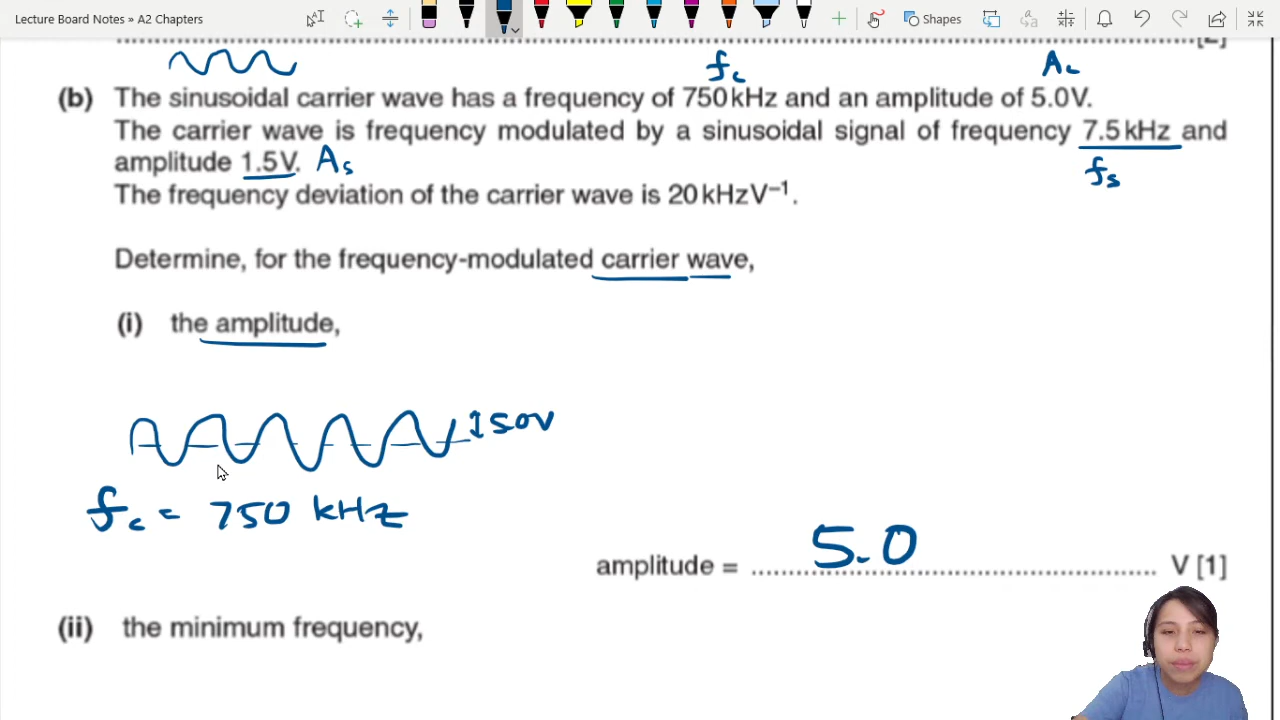 Lecture Board Notes » A2 Chapters
Shapes
[2]
fc Ac
(b) The sinusoidal carrier wave has a frequency of 750 kHz and an amplitude of 5.0 V.
The carrier wave is frequency modulated by a sinusoidal signal of frequency 7.5 kHz and
amplitude 1.5 V. As
fs
The frequency deviation of the carrier wave is 20 kHz V⁻¹.
Determine, for the frequency-modulated carrier wave,
(i) the amplitude,
5.0V
fc = 750 kHz
5.0
amplitude = .................................................. V [1]
(ii) the minimum frequency,